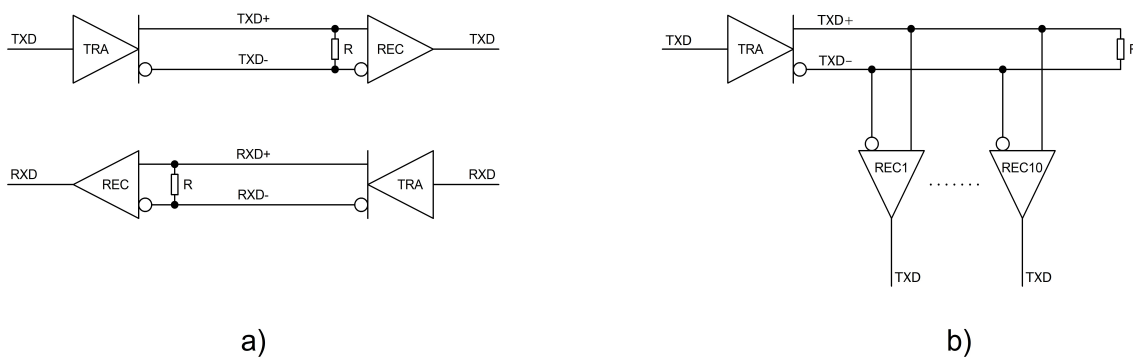 TXD TRA TXD+ TXD- R REC TXD
RXD REC R RXD+ RXD- TRA RXD
a)
TXD TRA TXD+ TXD− R
REC1 ....... REC10
TXD TXD
b)